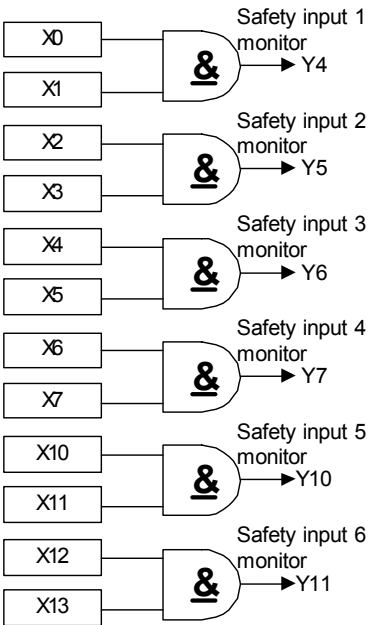 Safety input 1
X0
monitor
&
Y4
X1
Safety input 2
X2
monitor
&
Y5
X3
Safety input 3
X4
monitor
&
Y6
X5
Safety input 4
X6
monitor
&
Y7
X7
Safety input 5
X10
monitor
&
Y10
X11
Safety input 6
X12
monitor
&
Y11
X13